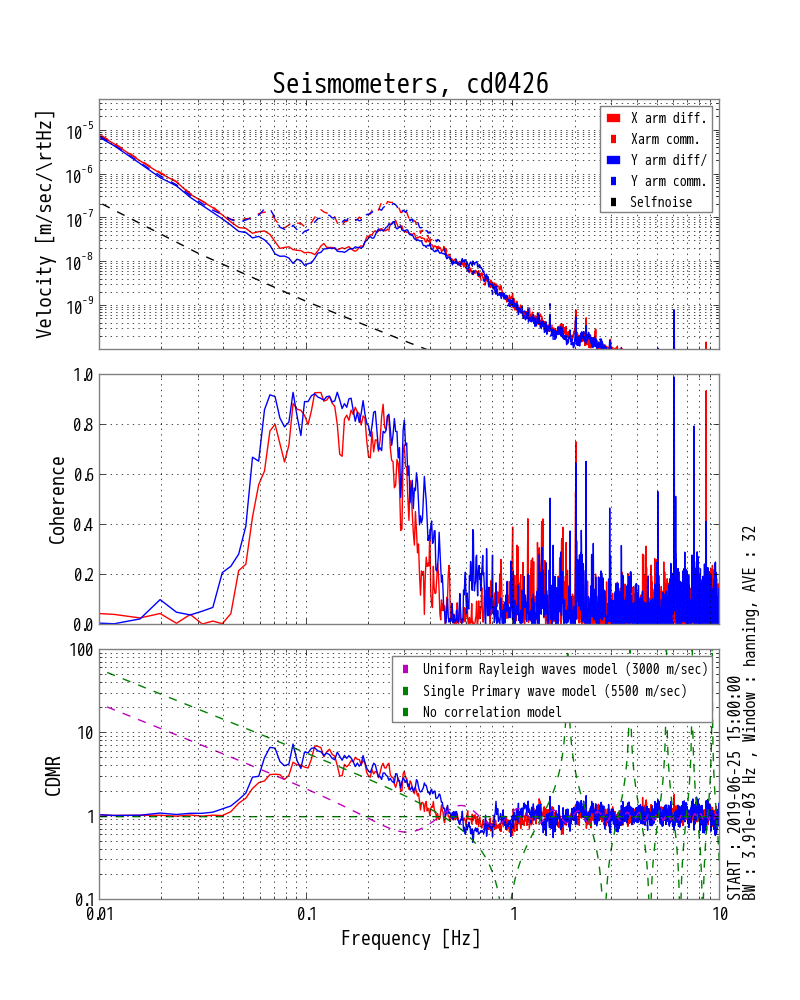 Seismometers, cd0426
Velocity [m/sec/\rtHz]
10^-5
10^-6
10^-7
10^-8
10^-9
X arm diff.
Xarm comm.
Y arm diff/
Y arm comm.
Selfnoise
Coherence
1.0
0.8
0.6
0.4
0.2
0.0
CDMR
100
10
1
0.1
Uniform Rayleigh waves model (3000 m/sec)
Single Primary wave model (5500 m/sec)
No correlation model
0.01
0.1
1
10
Frequency [Hz]
START : 2019-06-25 15:00:00
BW : 3.91e-03 Hz , Window : hanning, AVE : 32